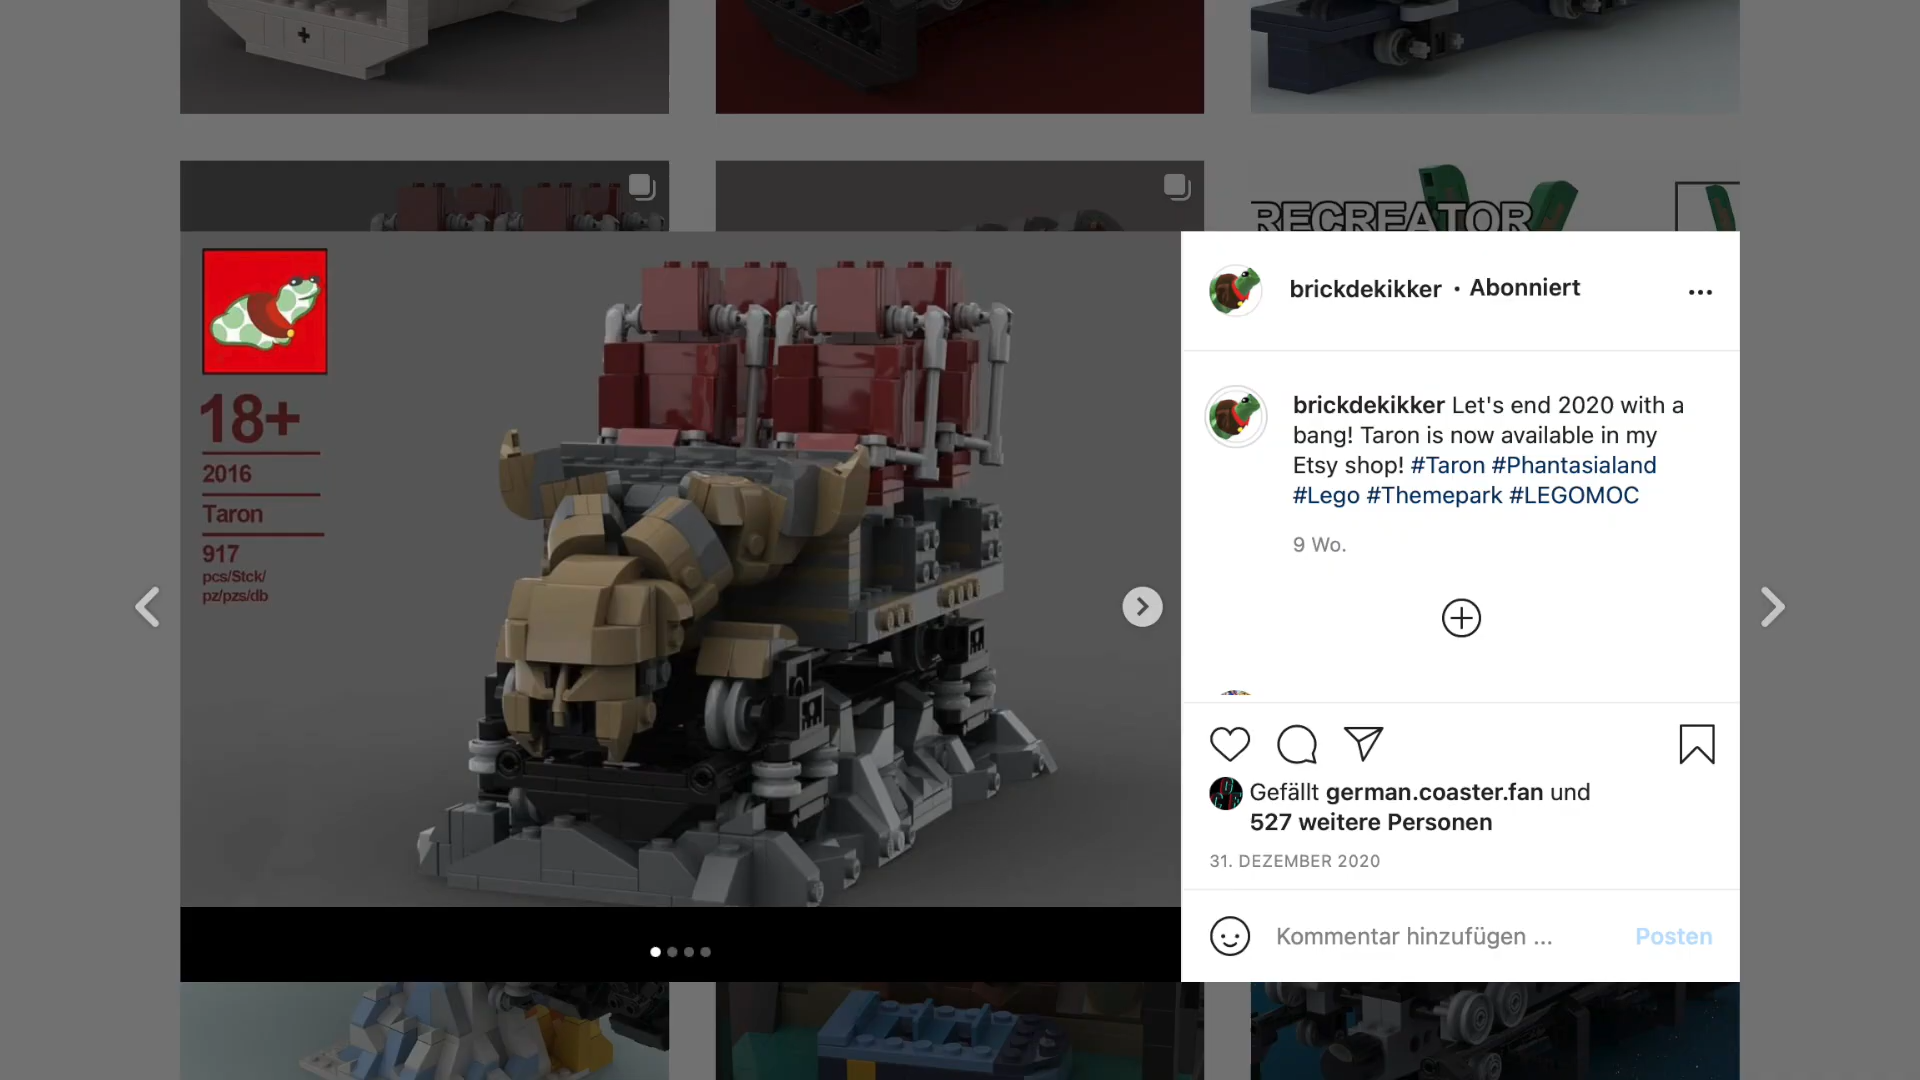 RECREATOR
18+
2016
Taron
917
pcs/Stck/
pz/pzs/db
brickdekikker • Abonniert
...
brickdekikker Let's end 2020 with a
bang! Taron is now available in my
Etsy shop! #Taron #Phantasialand
#Lego #Themepark #LEGOMOC
9 Wo.
Gefällt german.coaster.fan und
527 weitere Personen
31. DEZEMBER 2020
Kommentar hinzufügen ...
Posten